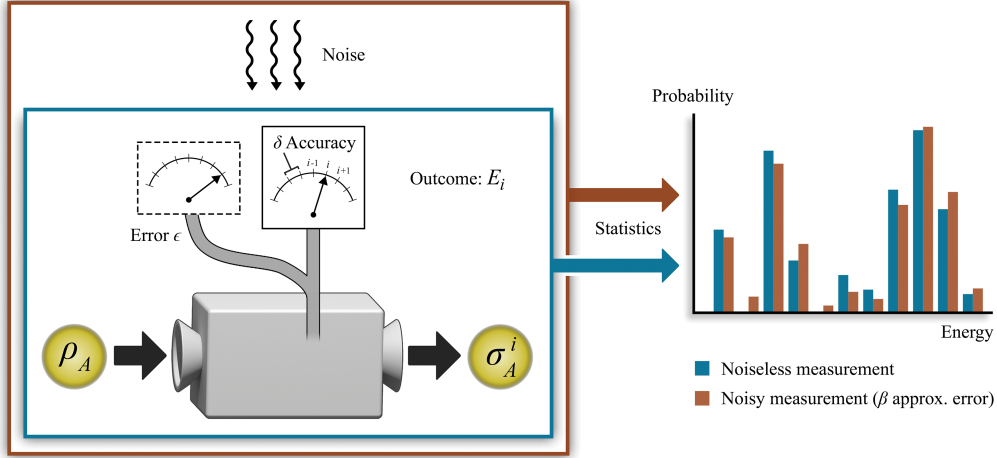 Noise
δ Accuracy
i-1 i i+1
Outcome: E_i
Error ϵ
ρ_A
σ_A^i
Statistics
Probability
Energy
Noiseless measurement
Noisy measurement (β approx. error)